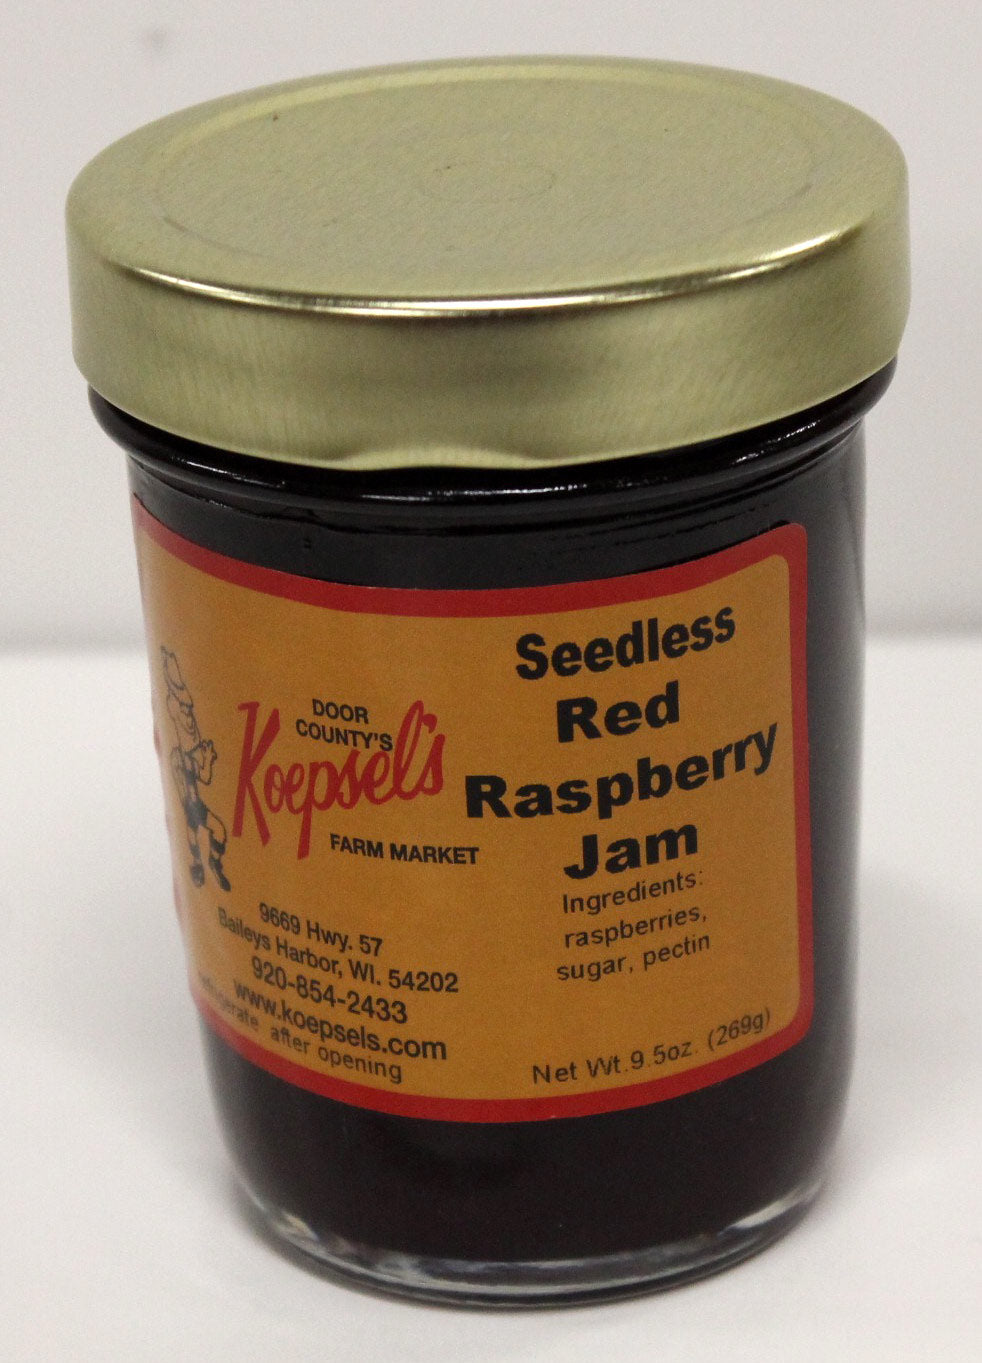 DOOR
COUNTY'S
Koepsel's
FARM MARKET
9669 Hwy. 57
Baileys Harbor, WI. 54202
920-854-2433
www.koepsels.com
refrigerate after opening
Seedless
Red
Raspberry
Jam
Ingredients:
raspberries,
sugar, pectin
Net Wt.9.5oz. (269g)